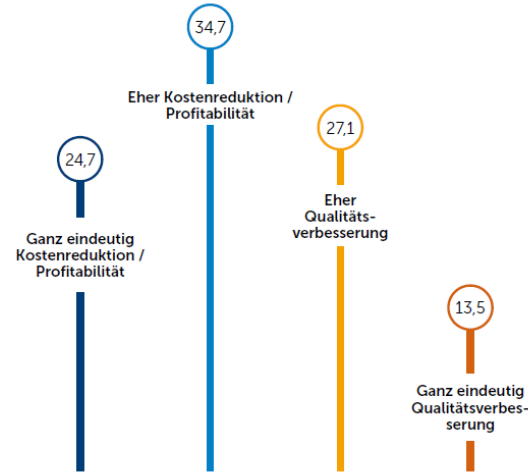 34,7
Eher Kostenreduktion /
Profitabilität
27,1
24,7
Eher
Qualitäts-
verbesserung
Ganz eindeutig
Kostenreduktion /
Profitabilität
13,5
Ganz eindeutig
Qualitätsverbes-
serung